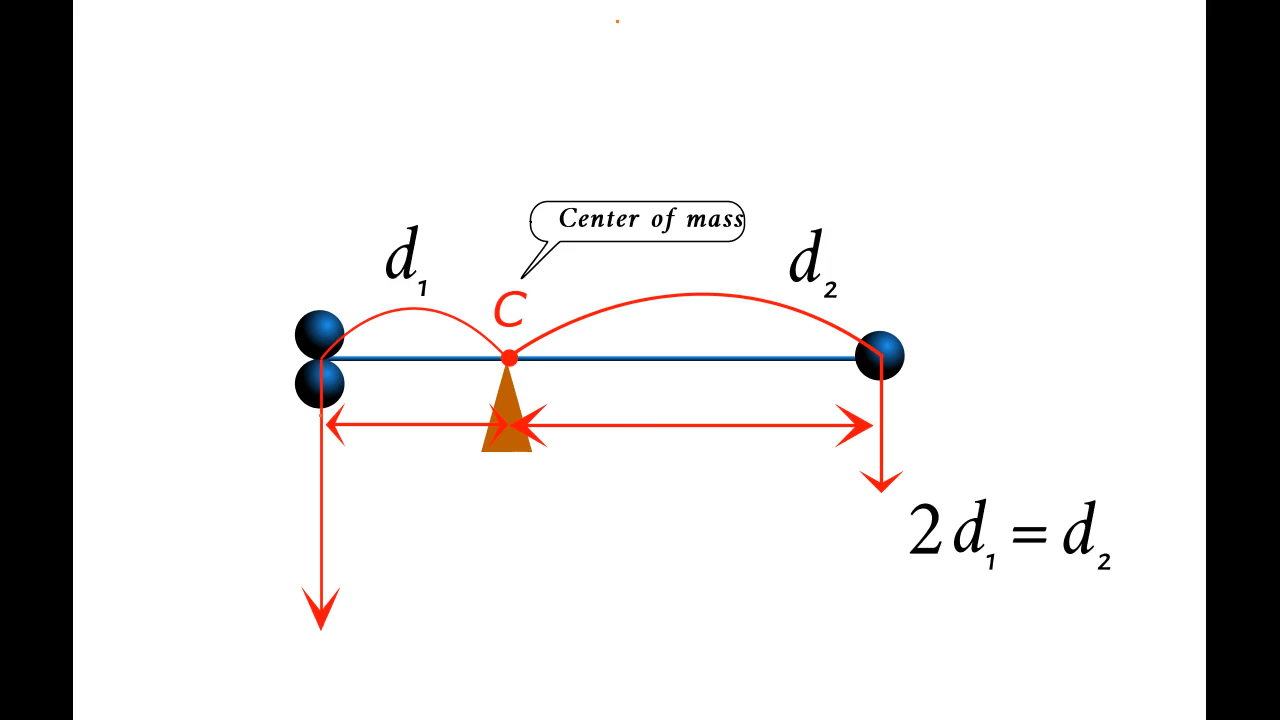 Center of mass
d₁
d₂
C
2d₁ = d₂